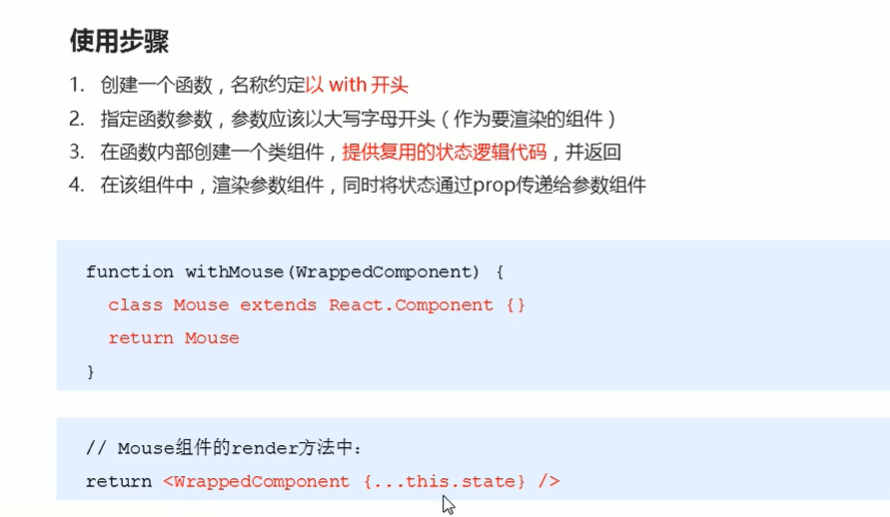 使用步骤
1. 创建一个函数，名称约定以 with 开头
2. 指定函数参数，参数应该以大写字母开头（作为要渲染的组件）
3. 在函数内部创建一个类组件，提供复用的状态逻辑代码，并返回
4. 在该组件中，渲染参数组件，同时将状态通过prop传递给参数组件
function withMouse(WrappedComponent) {
class Mouse extends React.Component {}
return Mouse
}
// Mouse组件的render方法中：
return <WrappedComponent {...this.state} />